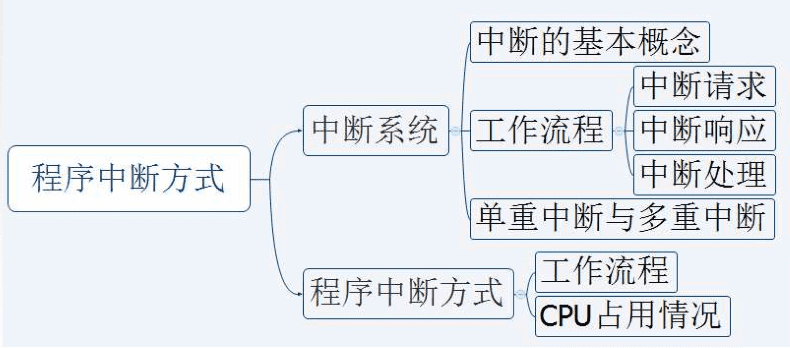 程序中断方式
中断系统
中断的基本概念
工作流程
中断请求
中断响应
中断处理
单重中断与多重中断
程序中断方式
工作流程
CPU占用情况